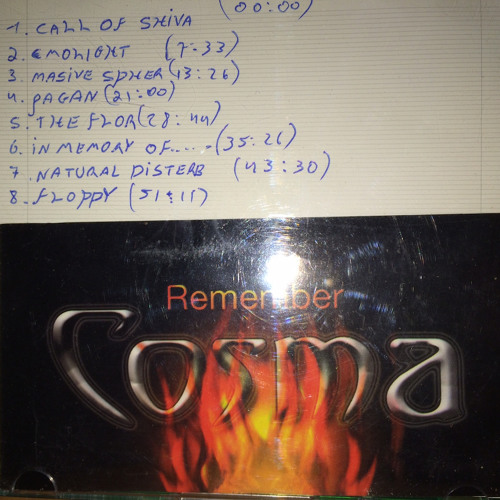 1. CALL OF SHIVA (00:00)
2. EMOLIGHT (7:33)
3. MASIVE SPHER (13:26)
4. PAGAN (21:00)
5. THE FLOR (28:44)
6. IN MEMORY OF..... (35:26)
7. NATURAL DISTERB (43:30)
8. FLOPPY (51:11)
Remember
Cosma